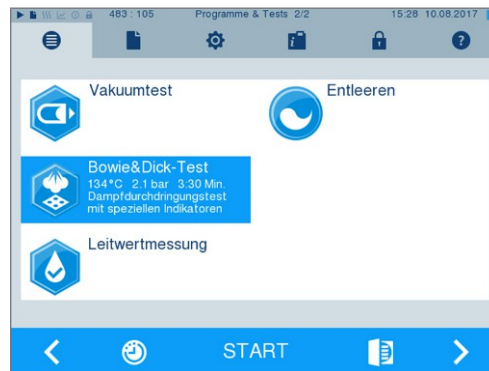 483 : 105 Programme & Tests 2/2 15:28 10.08.2017
Vakuumtest
Entleeren
Bowie&Dick-Test
134°C 2.1 bar 3:30 Min.
Dampfdurchdringungstest
mit speziellen Indikatoren
Leitwertmessung
START